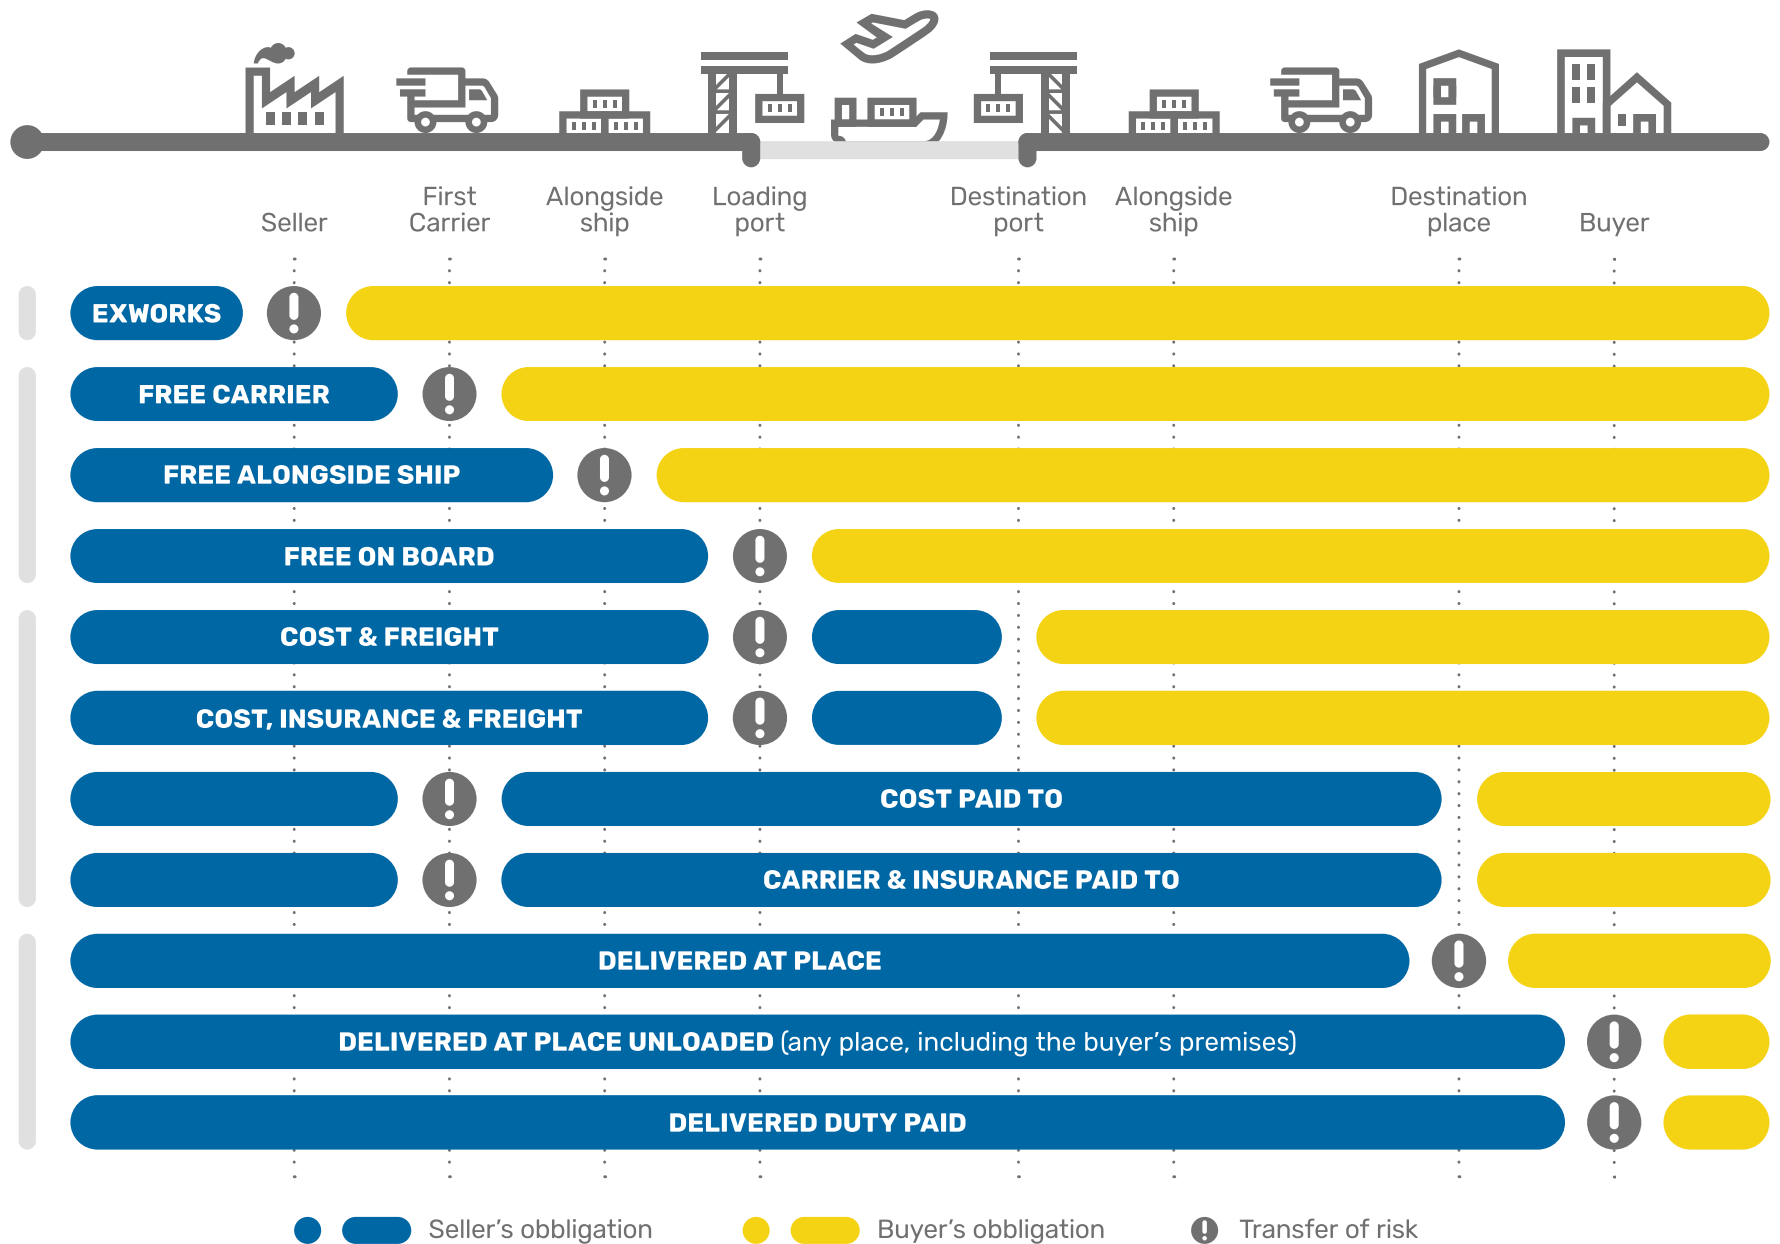 Seller
First
Carrier
Alongside
ship
Loading
port
Destination
port
Alongside
ship
Destination
place
Buyer
EXWORKS
FREE CARRIER
FREE ALONGSIDE SHIP
FREE ON BOARD
COST & FREIGHT
COST, INSURANCE & FREIGHT
COST PAID TO
CARRIER & INSURANCE PAID TO
DELIVERED AT PLACE
DELIVERED AT PLACE UNLOADED (any place, including the buyer's premises)
DELIVERED DUTY PAID
Seller's obbligation
Buyer's obbligation
Transfer of risk